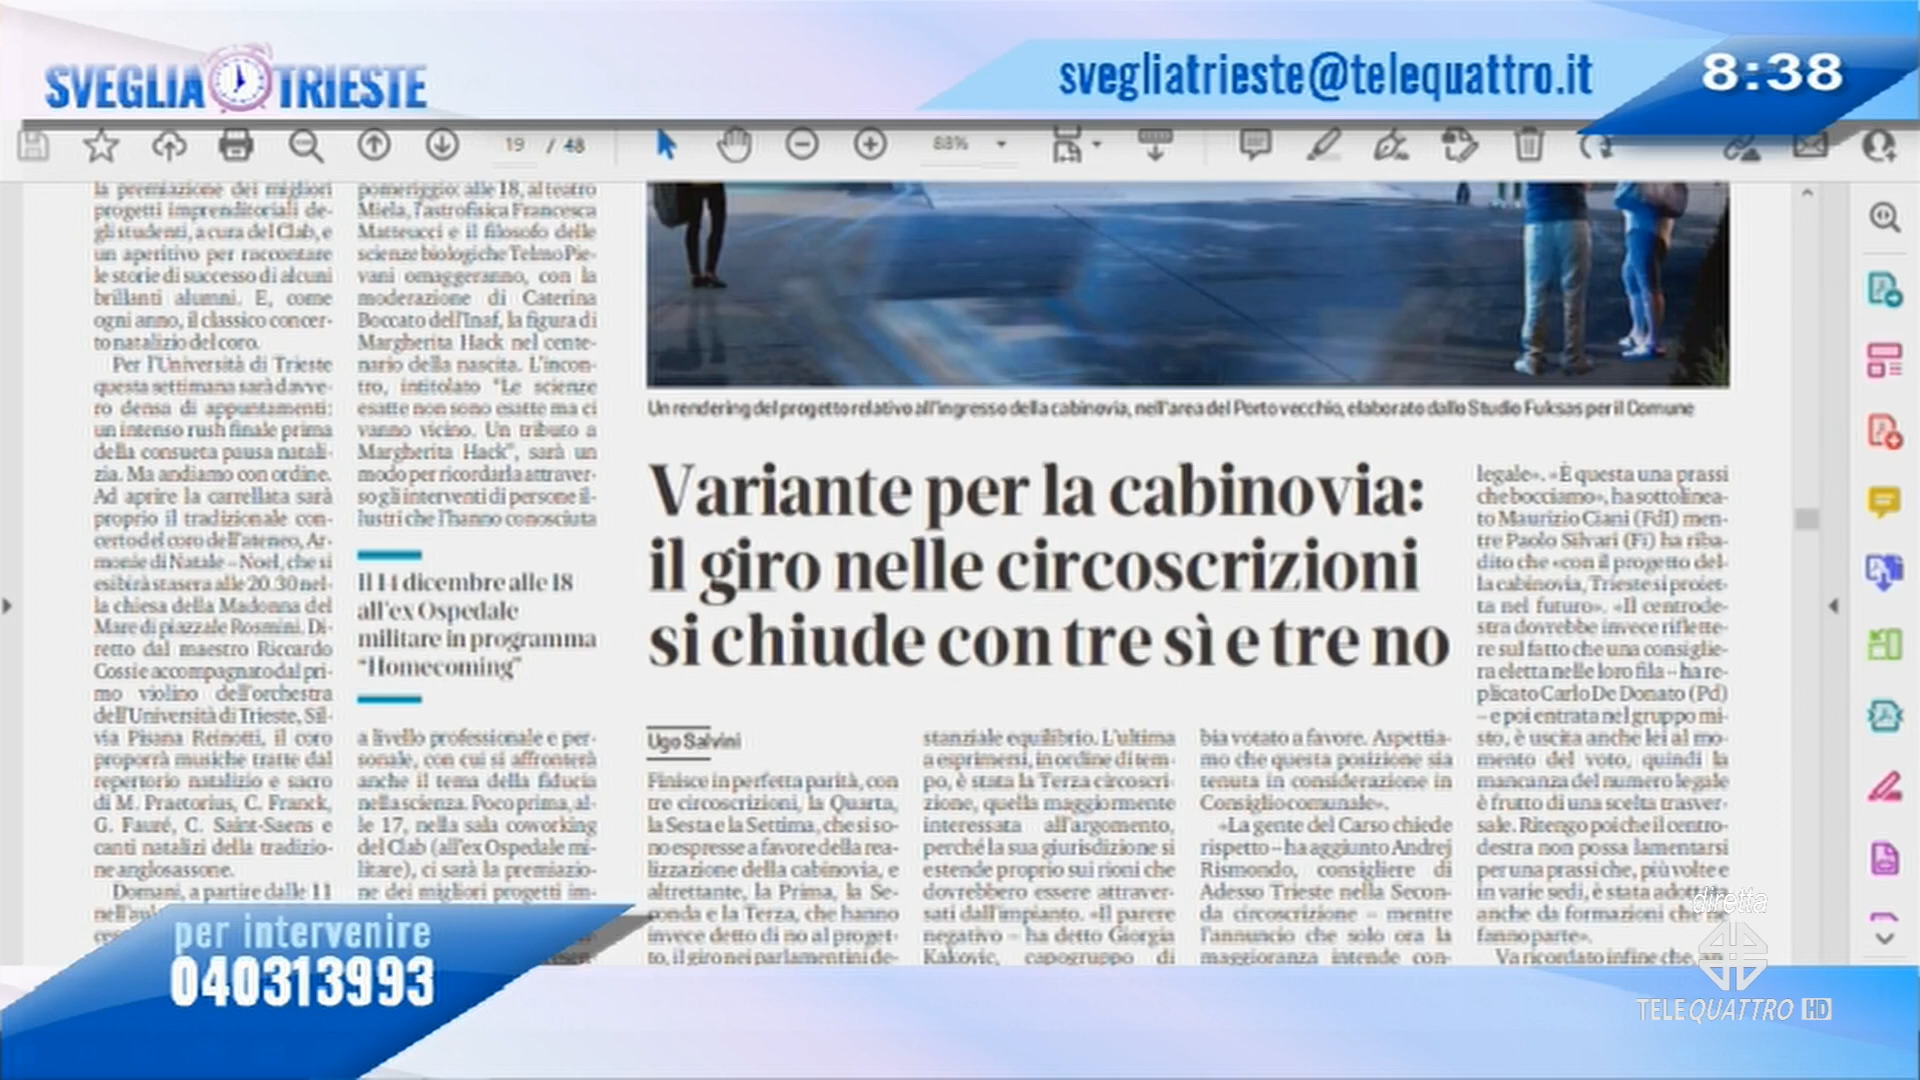 SVEGLIA TRIESTE
svegliatrieste@telequattro.it
8:38
19 / 48
68%
la premiazione dei migliori
progetti imprenditoriali de-
gli studenti, a cura del Clab, e
un aperitivo per raccontare
le storie di successo di alcuni
brillanti alumni. E, come
ogni anno, il classico concer-
to natalizio del coro.
Per l'Università di Trieste
questa settimana sarà davve-
ro densa di appuntamenti:
un intenso rush finale prima
della consueta pausa natali-
zia. Ma andiamo con ordine.
Ad aprire la carrellata sarà
proprio il tradizionale con-
certo del coro dell'ateneo, Ar-
monie di Natale – Noel, che si
esibirà stasera alle 20.30 nel-
la chiesa della Madonna del
Mare di piazzale Rosmini. Di-
retto dal maestro Riccardo
Cossi e accompagnato dal pri-
mo violino dell'orchestra
dell'Università di Trieste, Sil-
via Pisana Reinotti, il coro
proporrà musiche tratte dal
repertorio natalizio e sacro
di M. Praetorius, C. Franck,
G. Fauré, C. Saint-Saens e
canti natalizi della tradizio-
ne anglosassone.
Domani, a partire dalle 11
pomeriggio: alle 18, al teatro
Miela, l'astrofisica Francesca
Matteucci e il filosofo delle
scienze biologiche Telmo Pie-
vani omaggeranno, con la
moderazione di Caterina
Boccato dell'Inaf, la figura di
Margherita Hack nel cente-
nario della nascita. L'incon-
tro, intitolato "Le scienze
esatte non sono esatte ma ci
vanno vicino. Un tributo a
Margherita Hack", sarà un
modo per ricordarla attraver-
so gli interventi di persone il-
lustri che l'hanno conosciuta
Il 14 dicembre alle 18
all'ex Ospedale
militare in programma
"Homecoming"
a livello professionale e per-
sonale, con cui si affronterà
anche il tema della fiducia
nella scienza. Poco prima, al-
le 17, nella sala coworking
del Clab (all'ex Ospedale mi-
litare), ci sarà la premiazio-
ne dei migliori progetti im-
Un rendering del progetto relativo all'ingresso della cabinovia, nell'area del Porto vecchio, elaborato dallo Studio Fuksas per il Comune
Variante per la cabinovia:
il giro nelle circoscrizioni
si chiude con tre sì e tre no
Ugo Salvini
Finisce in perfetta parità, con
tre circoscrizioni, la Quarta,
la Sesta e la Settima, che si so-
no espresse a favore della rea-
lizzazione della cabinovia, e
altrettante, la Prima, la Se-
conda e la Terza, che hanno
invece detto di no al proget-
to, il giro nei parlamentini de-
stanziale equilibrio. L'ultima
a esprimersi, in ordine di tem-
po, è stata la Terza circoscri-
zione, quella maggiormente
interessata all'argomento,
perché la sua giurisdizione si
estende proprio sui rioni che
dovrebbero essere attraver-
sati dall'impianto. «Il parere
negativo – ha detto Giorgia
Kakovic, capogruppo di
bia votato a favore. Aspettia-
mo che questa posizione sia
tenuta in considerazione in
Consiglio comunale».
«La gente del Carso chiede
rispetto – ha aggiunto Andrej
Rismondo, consigliere di
Adesso Trieste nella Secon-
da circoscrizione – mentre
l'annuncio che solo ora la
maggioranza intende con-
legale». «È questa una prassi
che bocciamo», ha sottolinea-
to Maurizio Ciani (FdI) men-
tre Paolo Silvari (Fi) ha riba-
dito che «con il progetto del-
la cabinovia, Trieste si proiet-
ta nel futuro». «Il centrode-
stra dovrebbe invece riflette-
re sul fatto che una consiglie-
ra eletta nelle loro fila – ha re-
plicato Carlo De Donato (Pd)
– e poi entrata nel gruppo mi-
sto, è uscita anche lei al mo-
mento del voto, quindi la
mancanza del numero legale
è frutto di una scelta trasver-
sale. Ritengo poi che il centro-
destra non possa lamentarsi
per una prassi che, più volte e
in varie sedi, è stata adottata
anche da formazioni che ne
fanno parte».
Va ricordato infine che, un
per intervenire
040313993
diretta
TELEQUATTRO HD